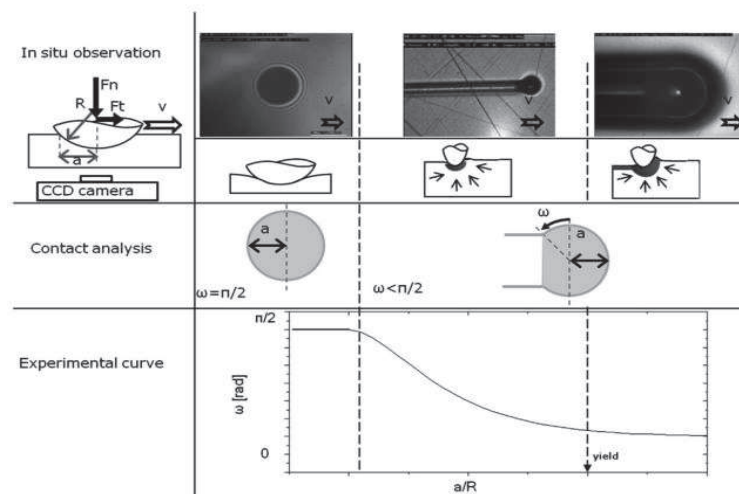 In situ observation
Fn
R
Ft
v
a
CCD camera
v
v
v
Contact analysis
a
ω=π/2
ω<π/2
ω
a
Experimental curve
π/2
ω [rad]
0
yield
a/R